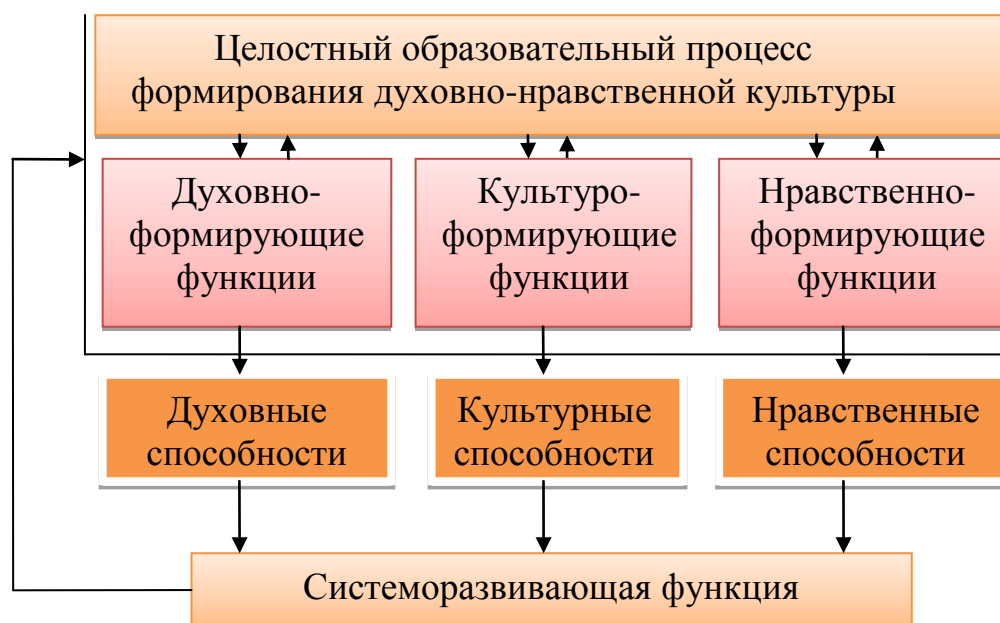 Целостный образовательный процесс
формирования духовно-нравственной культуры
Духовно-
формирующие
функции
Культуро-
формирующие
функции
Нравственно-
формирующие
функции
Духовные
способности
Культурные
способности
Нравственные
способности
Системоразвивающая функция